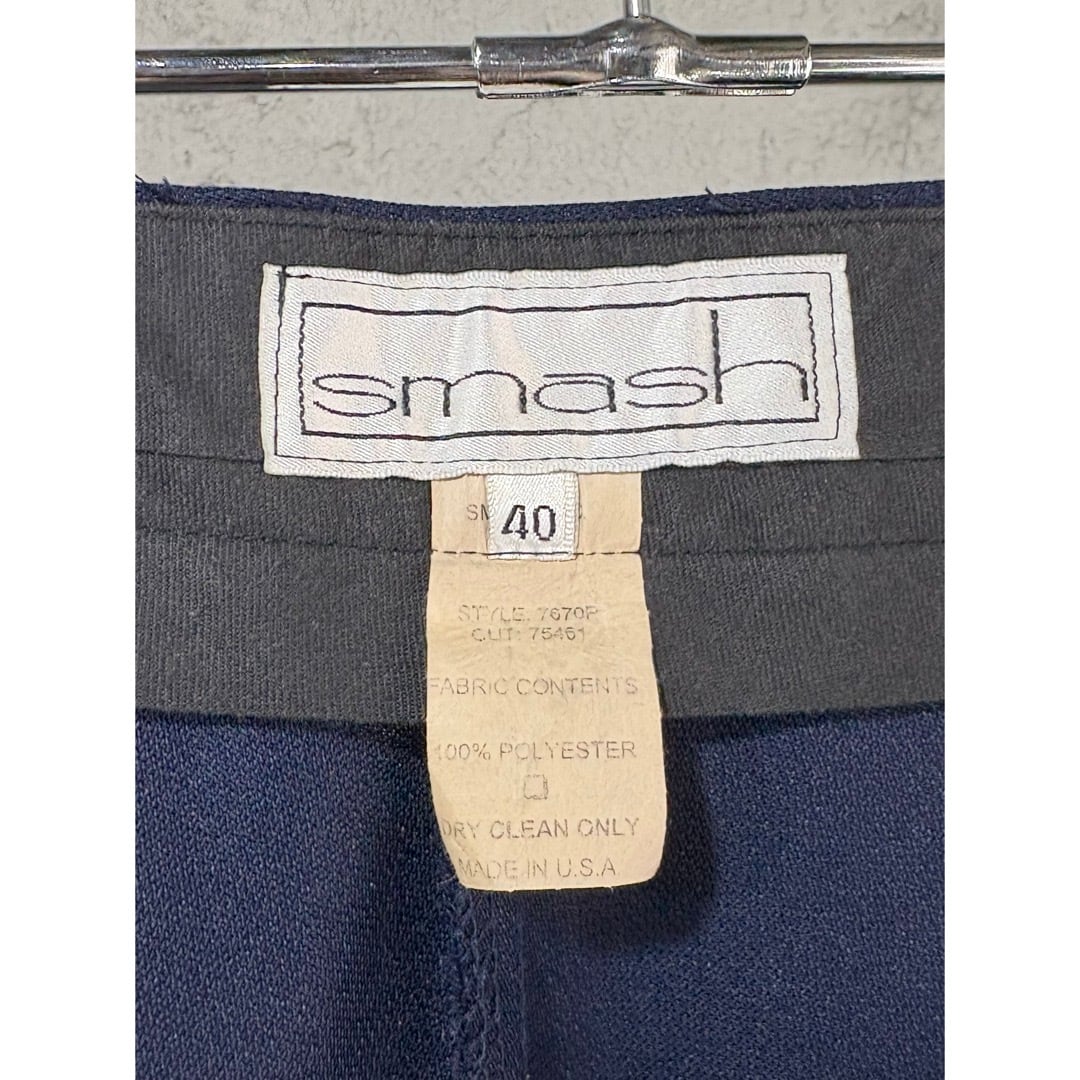 smash
40
STYLE: 7670P
CUT: 75461
FABRIC CONTENTS
100% POLYESTER
DRY CLEAN ONLY
MADE IN U.S.A